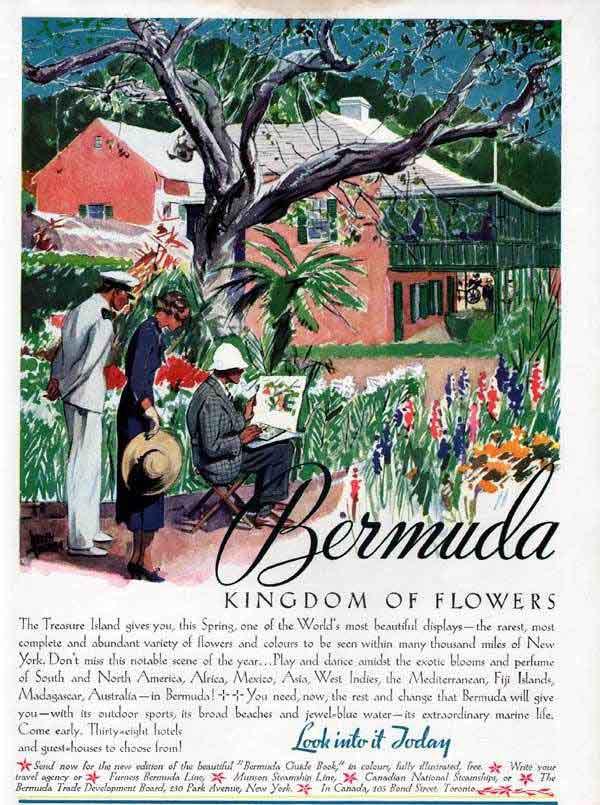 Bermuda
KINGDOM OF FLOWERS
The Treasure Island gives you, this Spring, one of the World's most beautiful displays—the rarest, most
complete and abundant variety of flowers and colours to be seen within many thousand miles of New
York. Don't miss this notable scene of the year...Play and dance amidst the exotic blooms and perfume
of South and North America, Africa, Mexico, Asia, West Indies, the Mediterranean, Fiji Islands,
Madagascar, Australia—in Bermuda! You need, now, the rest and change that Bermuda will give
you—with its outdoor sports, its broad beaches and jewel-blue water—its extraordinary marine life.
Come early. Thirty-eight hotels
and guest-houses to choose from!
Look into it Today
Send now for the new edition of the beautiful "Bermuda Guide Book," in colours, fully illustrated, free. Write your
travel agency or Furness Bermuda Line, Munson Steamship Line, Canadian National Steamships, or The
Bermuda Trade Development Board, 230 Park Avenue, New York. In Canada, 105 Bond Street, Toronto.